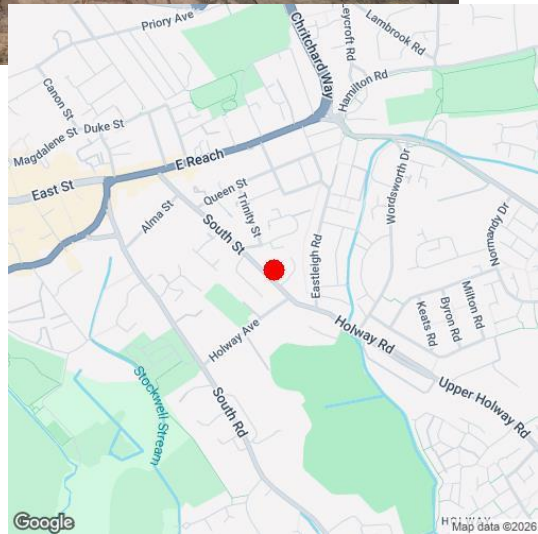 Priory Ave
Chritchard Way
Leycroft Rd
Lambrook Rd
Hamilton Rd
Canon St
Magdalene St
Duke St
E Reach
East St
Queen St
Alma St
Trinity St
South St
Wordsworth Dr
Normandy Dr
Eastleigh Rd
Milton Rd
Byron Rd
Keats Rd
Holway Ave
Holway Rd
Upper Holway Rd
Stockwell Stream
South Rd
HOLWAY
Google
Map data ©2026